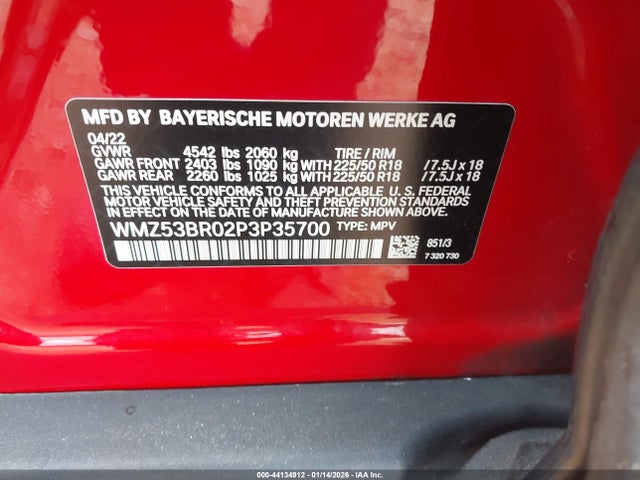 MFD BY BAYERISCHE MOTOREN WERKE AG
04/22
GVWR 4542 lbs 2060 kg TIRE / RIM
GAWR FRONT 2403 lbs 1090 kg WITH 225/50 R18 /7.5J x 18
GAWR REAR 2260 lbs 1025 kg WITH 225/50 R18 /7.5J x 18
THIS VEHICLE CONFORMS TO ALL APPLICABLE U. S. FEDERAL
MOTOR VEHICLE SAFETY, BUMPER, AND THEFT PREVENTION
STANDARDS IN EFFECT ON THE DATE OF MANUFACTURE SHOWN ABOVE.
WMZ53BR02P3P35700 TYPE: MPV
851/3
7 320 730
000-44134912 - 01/14/2026 - IAA, Inc.